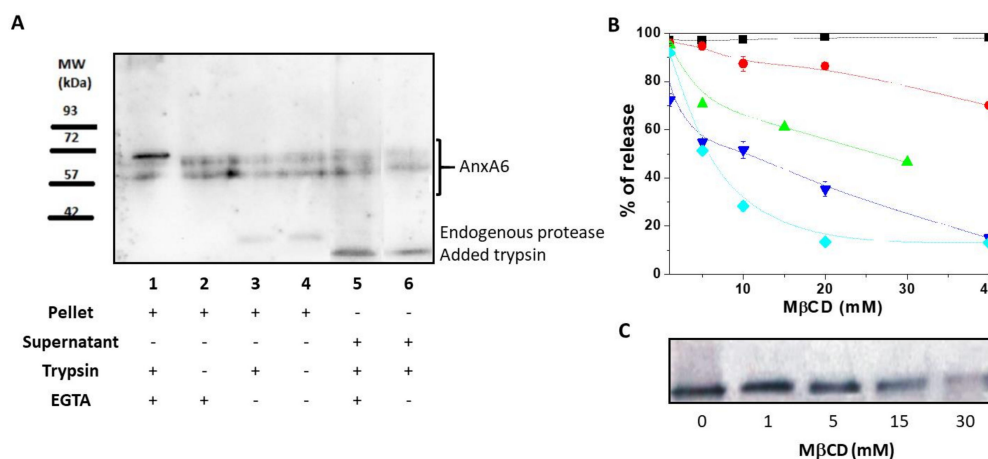 A
MW
(kDa)
93
72
57
42
AnxA6
Endogenous protease
Added trypsin
1 2 3 4 5 6
Pellet + + + + - -
Supernatant - - - - + +
Trypsin + - + - + +
EGTA + + - - + -
B
% of release
100
80
60
40
20
0
10 20 30 4
MβCD (mM)
C
0 1 5 15 30
MβCD (mM)